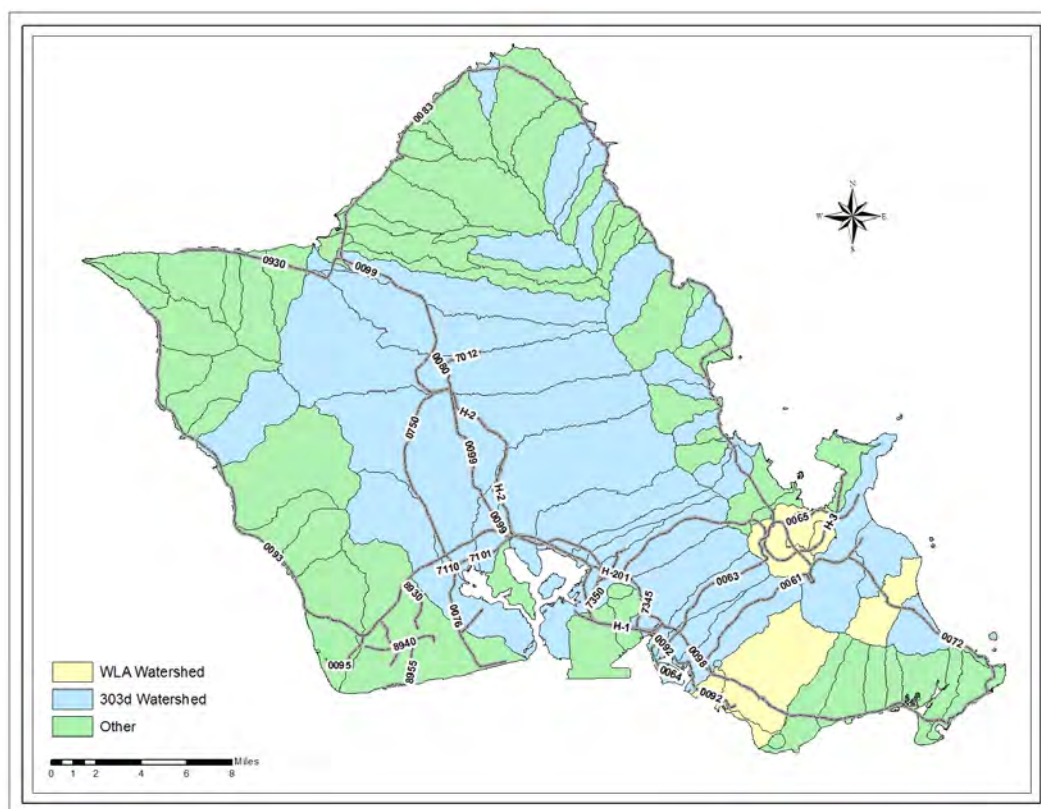 0083
N
W
E
S
0930
0099
0080
7012
0750
H-2
0099
H-2
0099
0065
H-3
7101
7110
H-201
0063
0061
0093
8930
7350
7345
0076
H-1
8940
0092
0098
0072
0095
8955
0064
0092
WLA Watershed
303d Watershed
Other
Miles
0 1 2 4 6 8